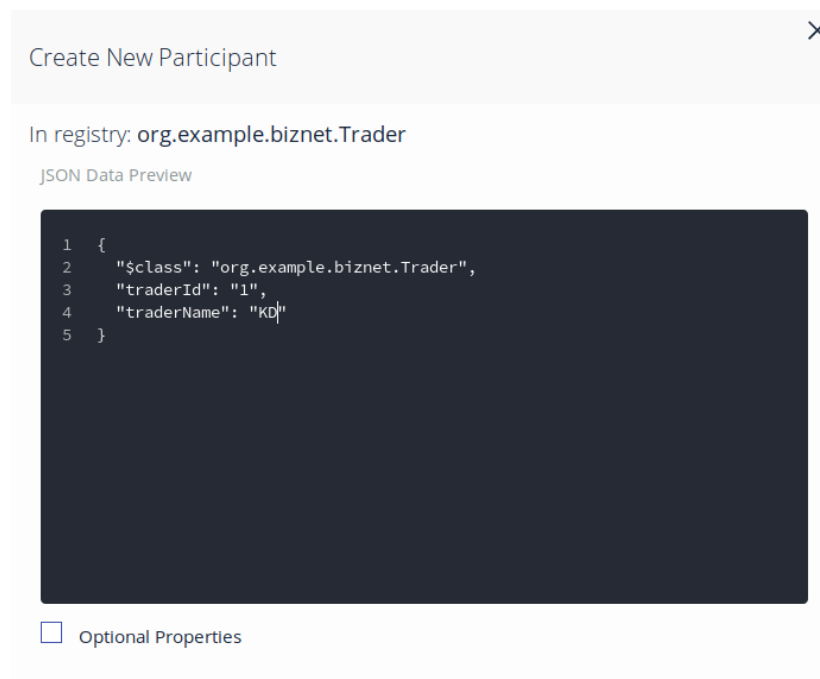 Create New Participant
In registry: org.example.biznet.Trader
JSON Data Preview
1 {
2 "$class": "org.example.biznet.Trader",
3 "traderId": "1",
4 "traderName": "KD"
5 }
Optional Properties